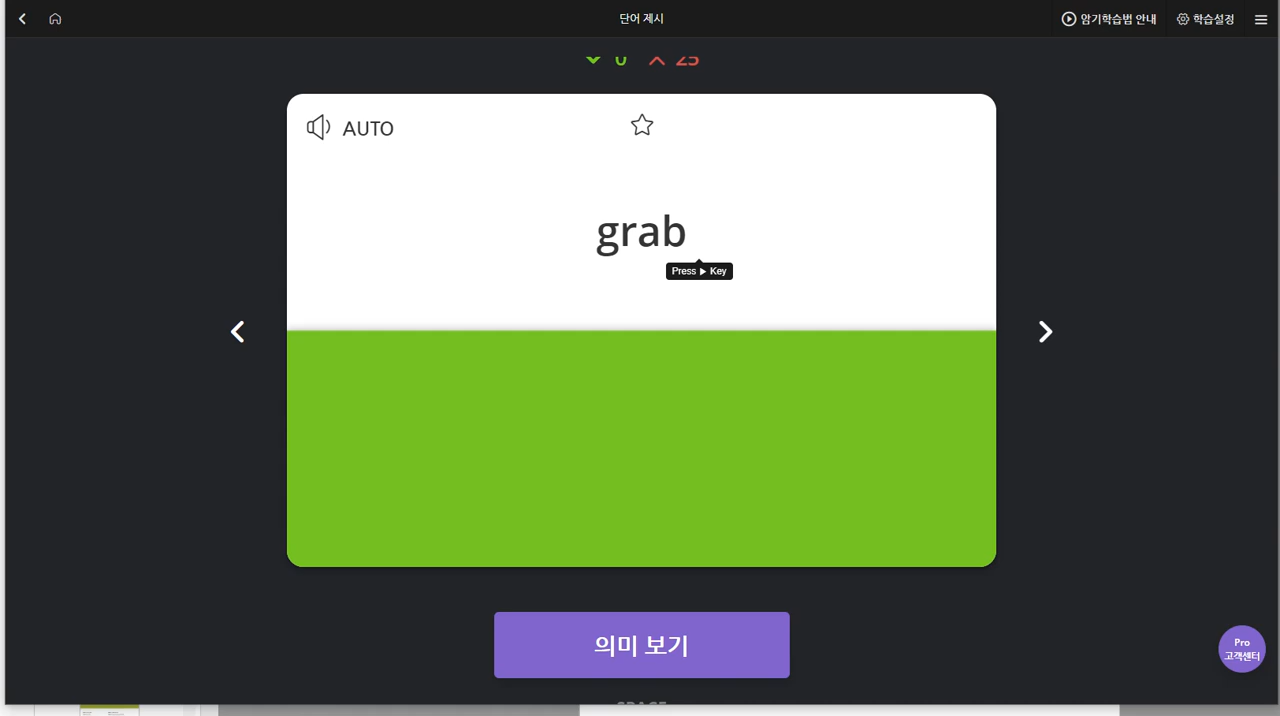 단어 제시
암기학습법 안내
학습설정
AUTO
grab
Press ▶ Key
의미 보기
Pro
고객센터